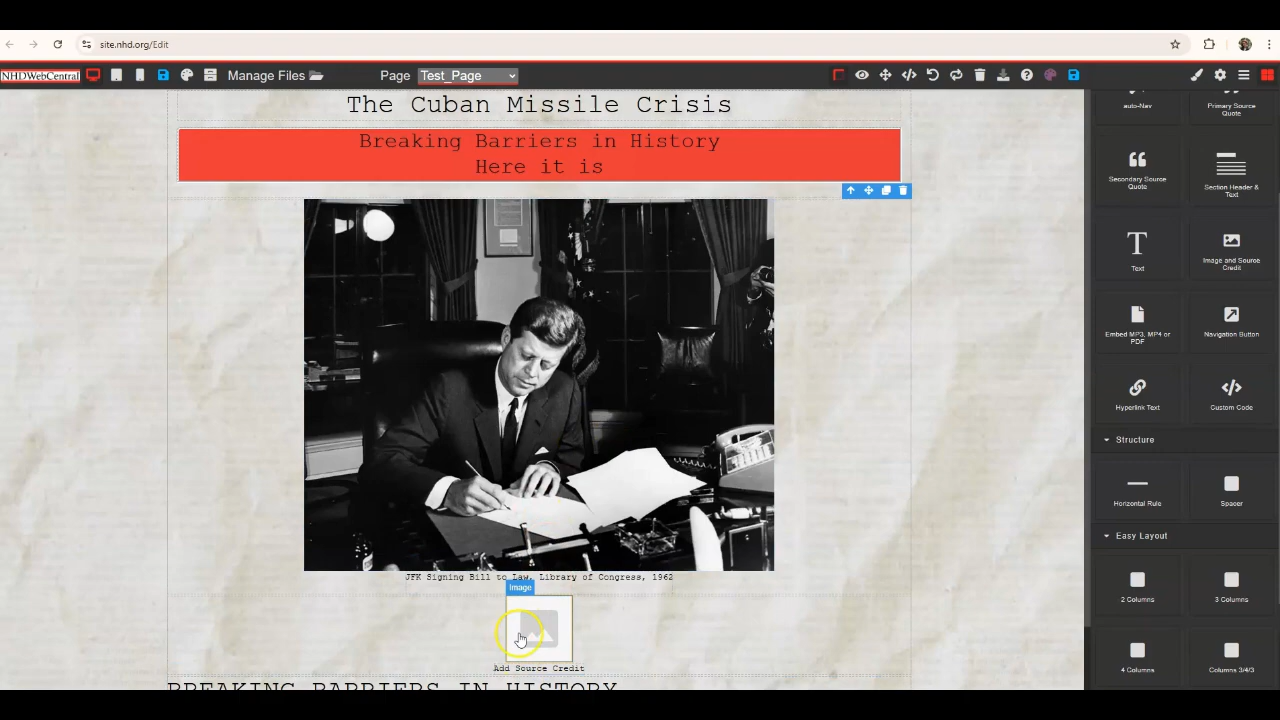 site.nhd.org/Edit
NHDWebCentral
Manage Files
Page
Test_Page
The Cuban Missile Crisis
Breaking Barriers in History
Here it is
JFK Signing Bill to Law, Library of Congress, 1962
Image
Add Source Credit
BREAKING BARRIERS IN HISTORY
auto-Nav
Primary Source
Quote
Secondary Source
Quote
Section Header &
Text
Text
Image and Source
Credit
Embed MP3, MP4 or
PDF
Navigation Button
Hyperlink Text
Custom Code
Structure
Horizontal Rule
Spacer
Easy Layout
2 Columns
3 Columns
4 Columns
Columns 3/4/3